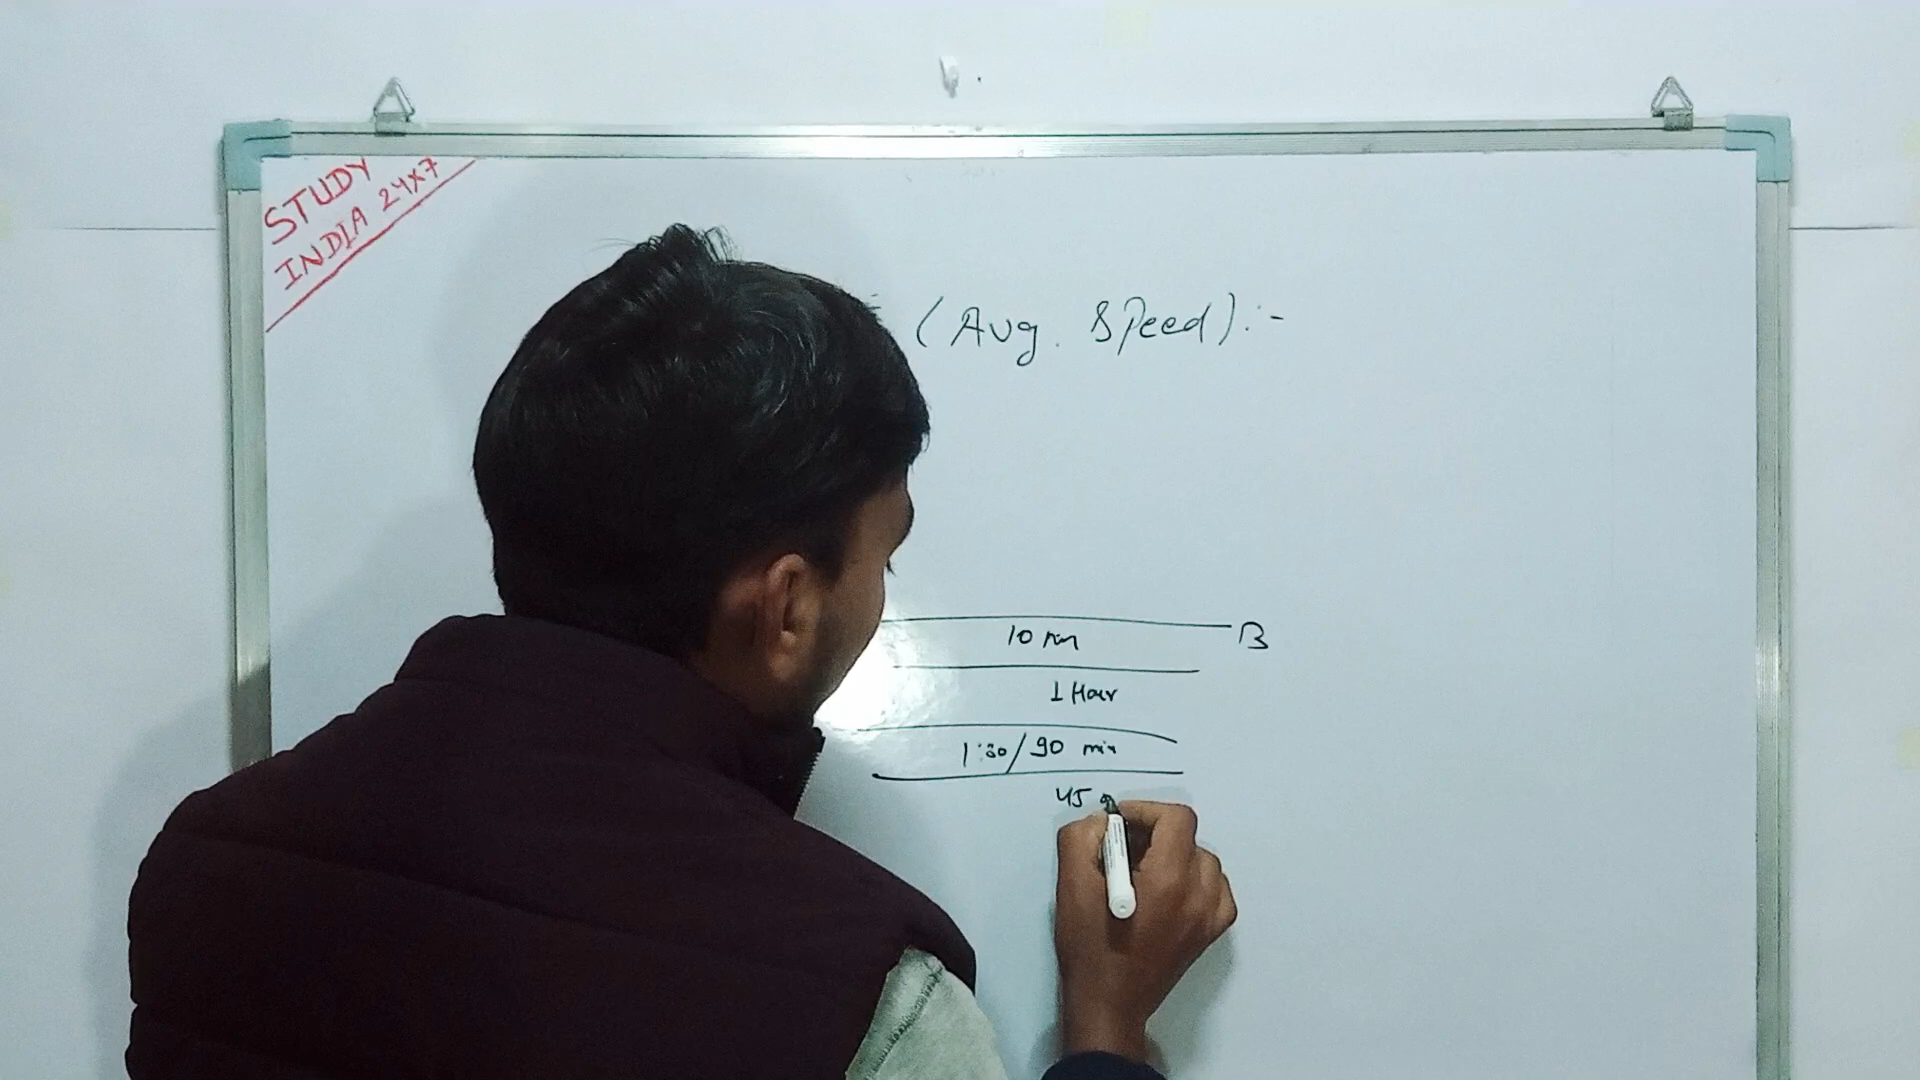 STUDY
INDIA 24X7
(Avg. Speed):-
10 km B
1 Hour
1:30/90 min
45